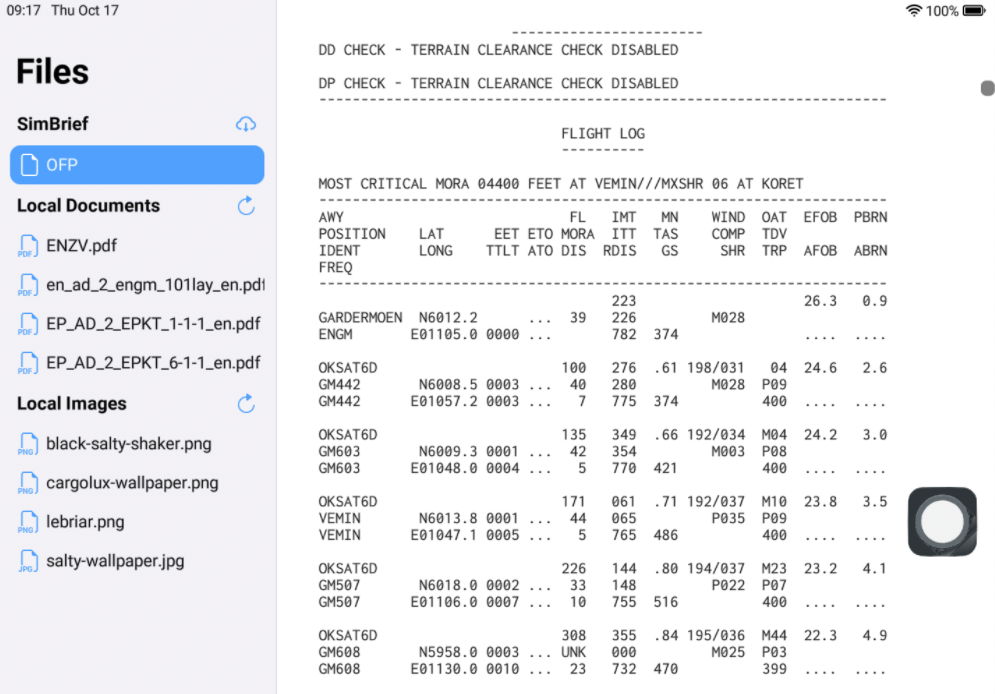 09:17 Thu Oct 17
100%
Files
SimBrief
OFP
Local Documents
ENZV.pdf
en_ad_2_engm_101lay_en.pdf
EP_AD_2_EPKT_1-1-1_en.pdf
EP_AD_2_EPKT_6-1-1_en.pdf
Local Images
black-salty-shaker.png
cargolux-wallpaper.png
lebriar.png
salty-wallpaper.jpg
-----------------------
DD CHECK - TERRAIN CLEARANCE CHECK DISABLED
DP CHECK - TERRAIN CLEARANCE CHECK DISABLED
--------------------------------------------------------------------
FLIGHT LOG
----------
MOST CRITICAL MORA 04400 FEET AT VEMIN///MXSHR 06 AT KORET
--------------------------------------------------------------------
AWY FL IMT MN WIND OAT EFOB PBRN
POSITION LAT EET ETO MORA ITT TAS COMP TDV
IDENT LONG TTLT ATO DIS RDIS GS SHR TRP AFOB ABRN
FREQ
--------------------------------------------------------------------
223 26.3 0.9
GARDERMOEN N6012.2 ... 39 226 M028
ENGM E01105.0 0000 ... 782 374 .... ....
OKSAT6D 100 276 .61 198/031 04 24.6 2.6
GM442 N6008.5 0003 ... 40 280 M028 P09
GM442 E01057.2 0003 ... 7 775 374 400 .... ....
OKSAT6D 135 349 .66 192/034 M04 24.2 3.0
GM603 N6009.3 0001 ... 42 354 M003 P08
GM603 E01048.0 0004 ... 5 770 421 400 .... ....
OKSAT6D 171 061 .71 192/037 M10 23.8 3.5
VEMIN N6013.8 0001 ... 44 065 P035 P09
VEMIN E01047.1 0005 ... 5 765 486 400 .... ....
OKSAT6D 226 144 .80 194/037 M23 23.2 4.1
GM507 N6018.0 0002 ... 33 148 P022 P07
GM507 E01106.0 0007 ... 10 755 516 400 .... ....
OKSAT6D 308 355 .84 195/036 M44 22.3 4.9
GM608 N5958.0 0003 ... UNK 000 M025 P03
GM608 E01130.0 0010 ... 23 732 470 399 .... ....